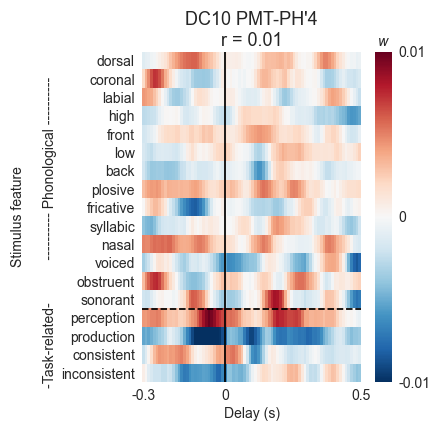 DC10 PMT-PH'4
r = 0.01
w
0.01
0
-0.01
Stimulus feature
---------- Phonological ----------
-Task-related-
dorsal
coronal
labial
high
front
low
back
plosive
fricative
syllabic
nasal
voiced
obstruent
sonorant
perception
production
consistent
inconsistent
-0.3 0 0.5
Delay (s)